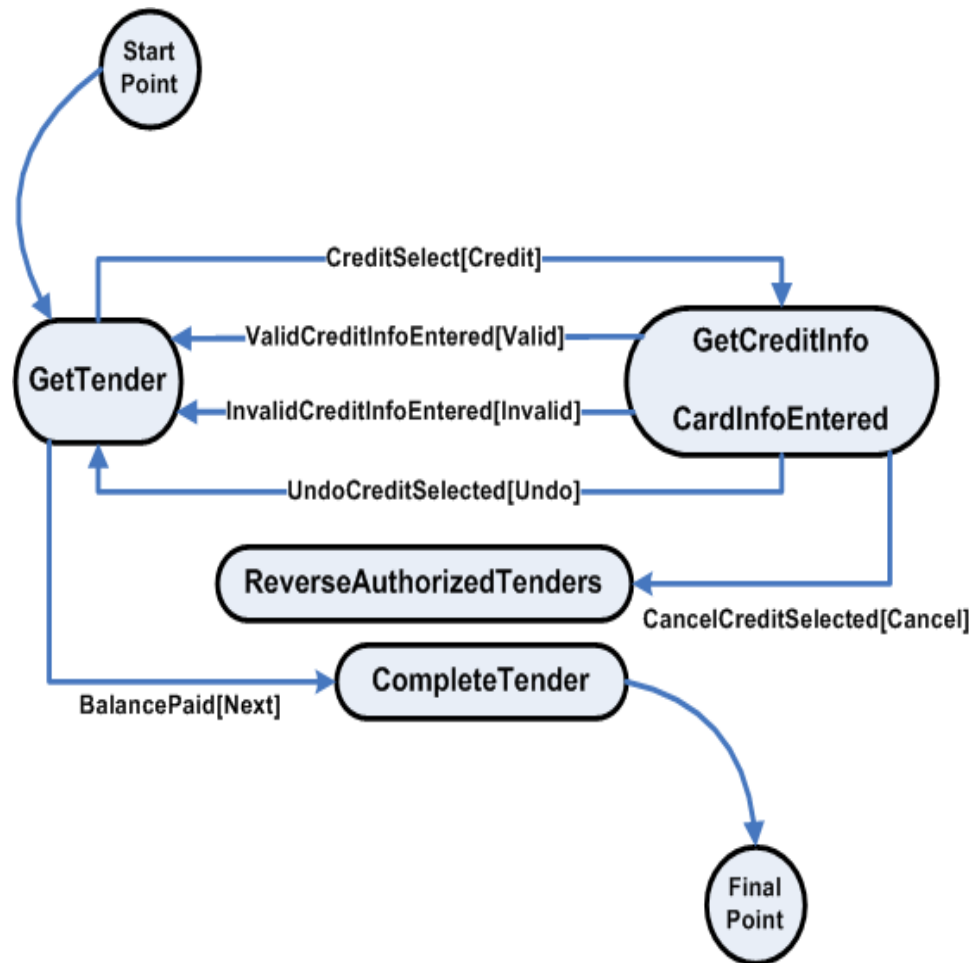 Start
Point
CreditSelect[Credit]
ValidCreditInfoEntered[Valid]
GetCreditInfo
GetTender
InvalidCreditInfoEntered[Invalid]
CardInfoEntered
UndoCreditSelected[Undo]
ReverseAuthorizedTenders
CancelCreditSelected[Cancel]
CompleteTender
BalancePaid[Next]
Final
Point